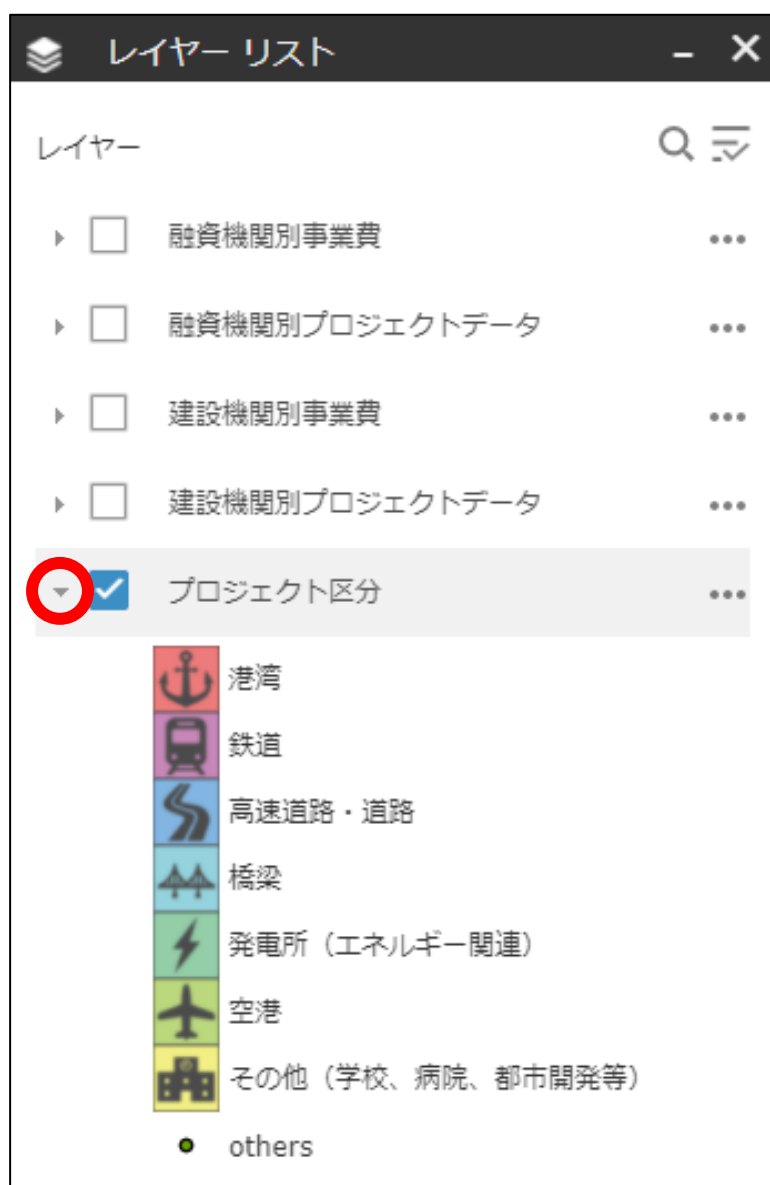 レイヤー リスト
レイヤー
融資機関別事業費
融資機関別プロジェクトデータ
建設機関別事業費
建設機関別プロジェクトデータ
プロジェクト区分
港湾
鉄道
高速道路・道路
橋梁
発電所（エネルギー関連）
空港
その他（学校、病院、都市開発等）
others